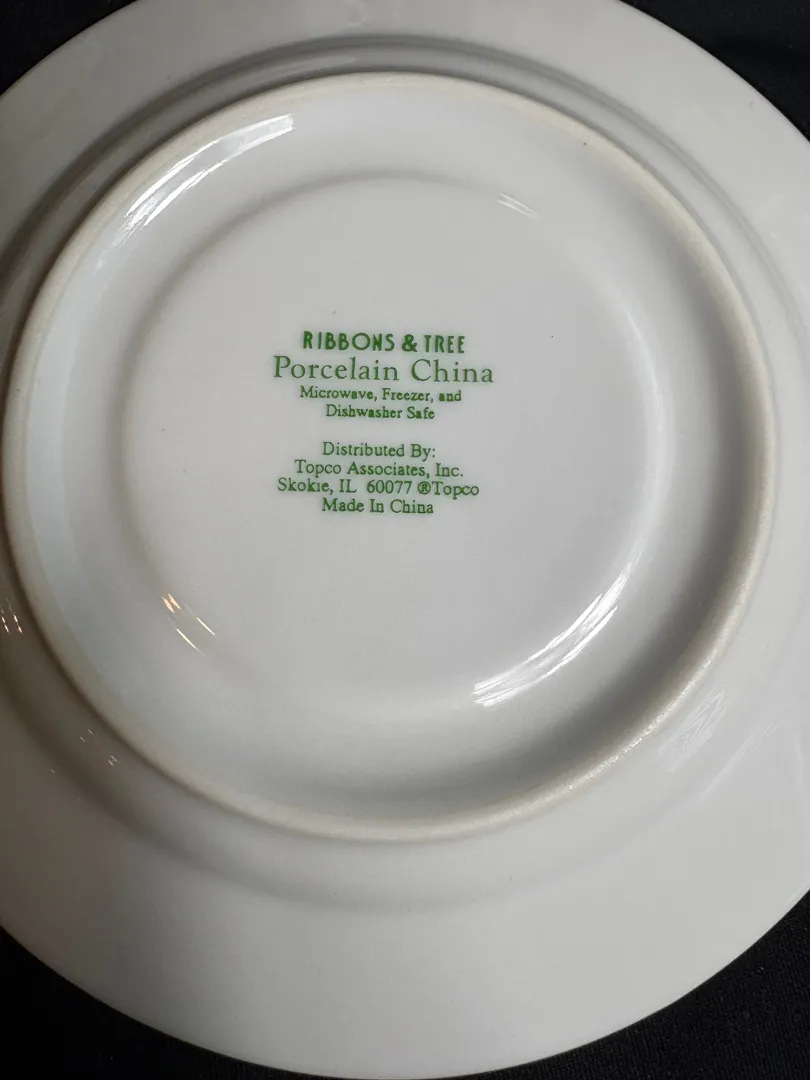 RIBBONS & TREE
Porcelain China
Microwave, Freezer, and
Dishwasher Safe
Distributed By:
Topco Associates, Inc.
Skokie, IL 60077 ®Topco
Made In China